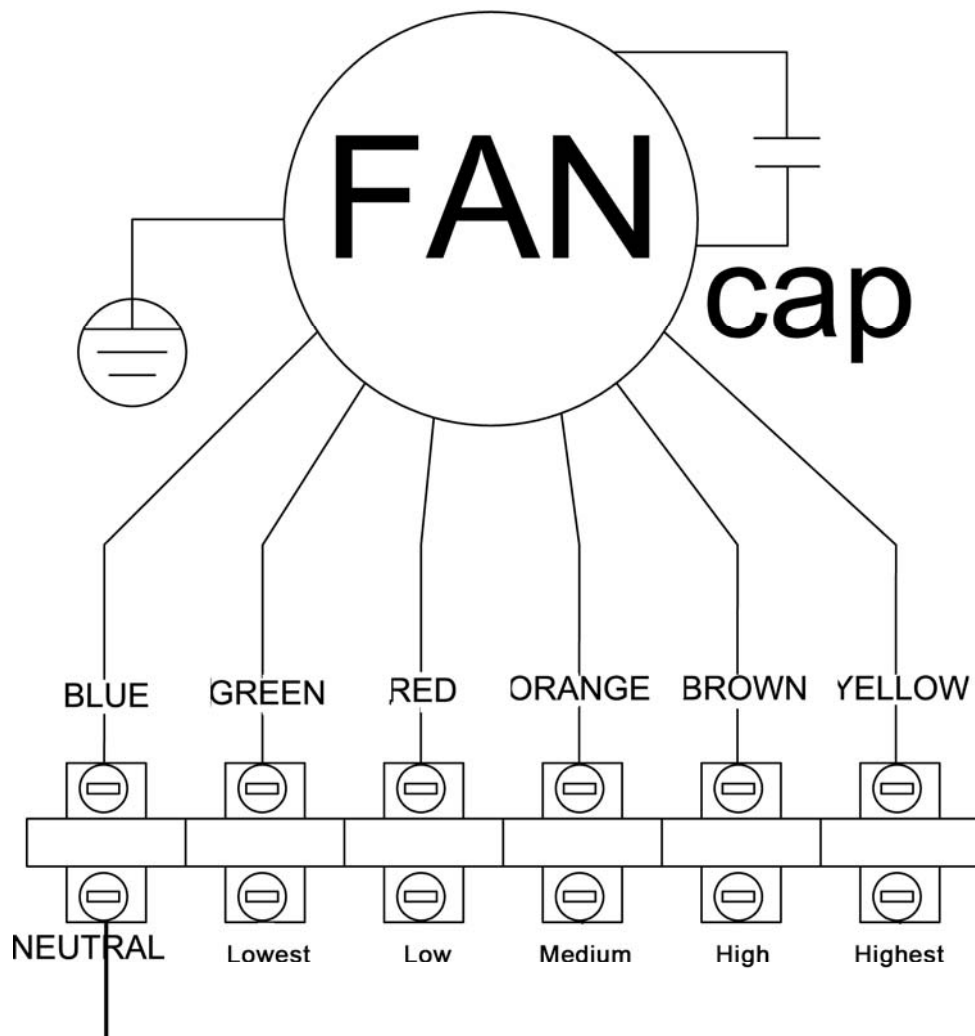 FAN
cap
BLUE GREEN RED ORANGE BROWN YELLOW
NEUTRAL Lowest Low Medium High Highest